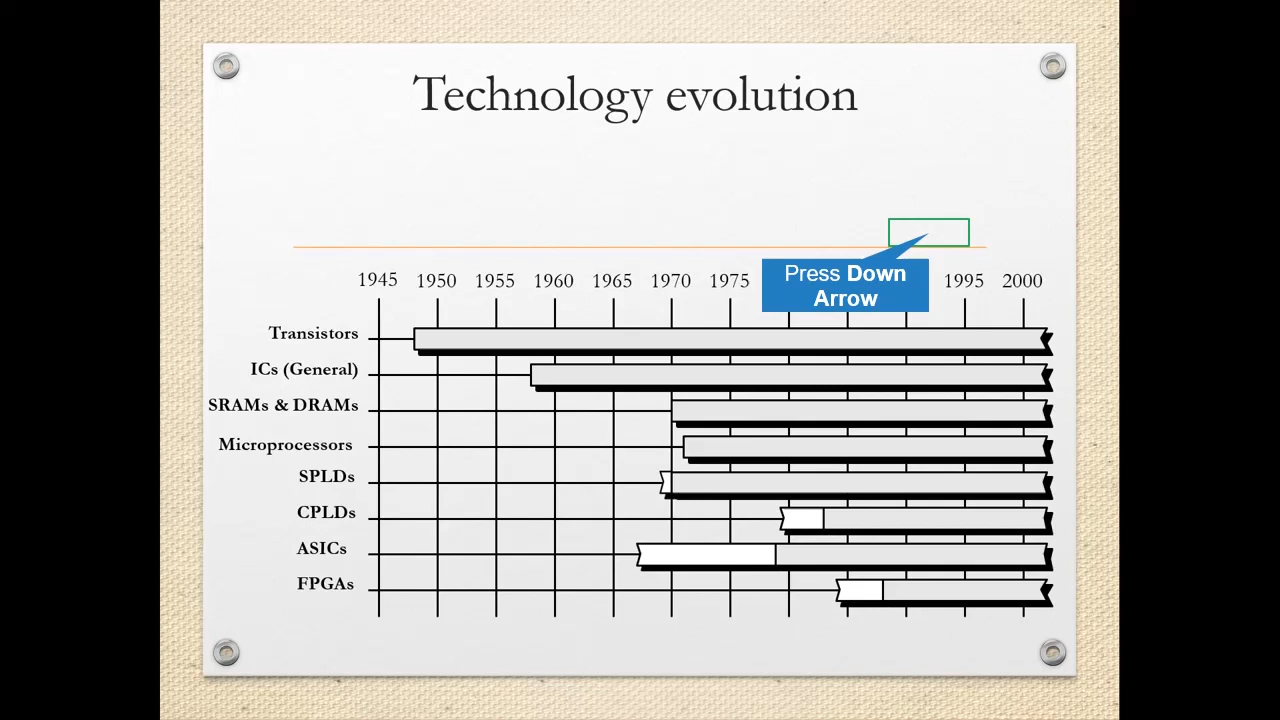 Technology evolution
Press Down
Arrow
1945 1950 1955 1960 1965 1970 1975 1995 2000
Transistors
ICs (General)
SRAMs & DRAMs
Microprocessors
SPLDs
CPLDs
ASICs
FPGAs